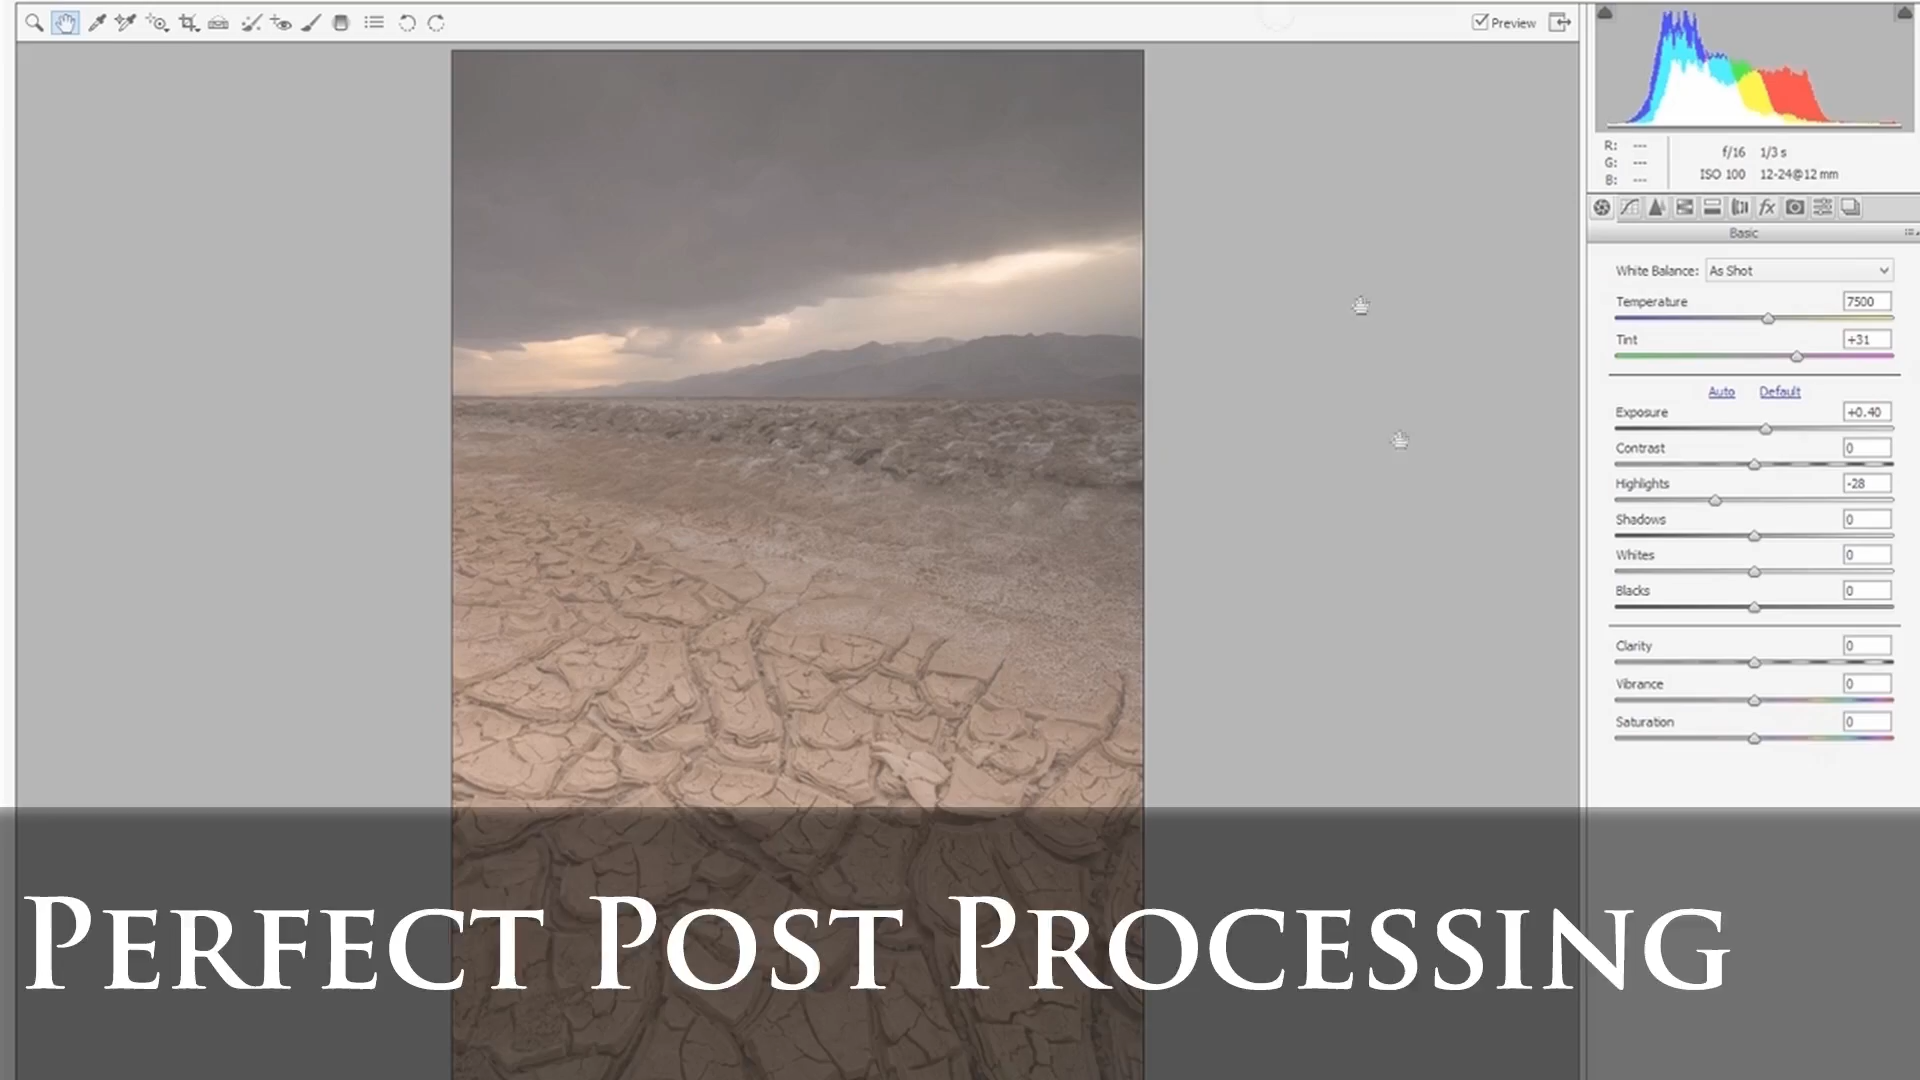 Preview
R: ---
G: ---
B: ---
f/16 1/3 s
ISO 100 12-24@12 mm
fx
Basic
White Balance: As Shot
Temperature 7500
Tint +31
Auto Default
Exposure +0.40
Contrast 0
Highlights -28
Shadows 0
Whites 0
Blacks 0
Clarity 0
Vibrance 0
Saturation 0
Perfect Post Processing